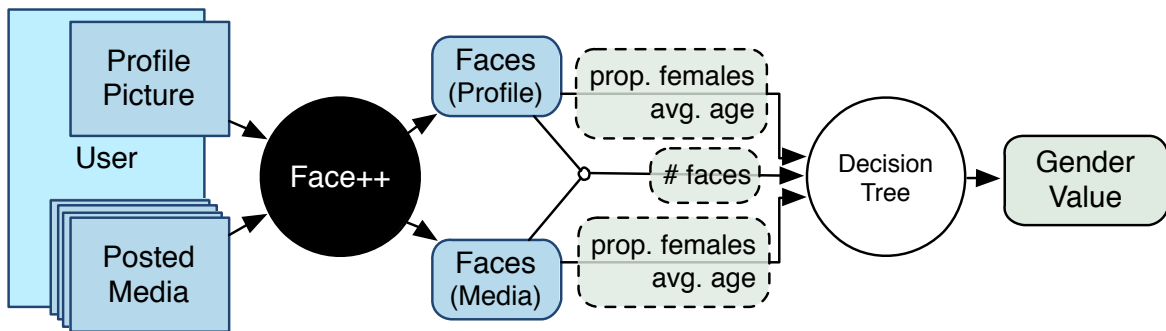 Profile
Picture
User
Posted
Media
Face++
Faces
(Profile)
prop. females
avg. age
# faces
Faces
(Media)
prop. females
avg. age
Decision
Tree
Gender
Value